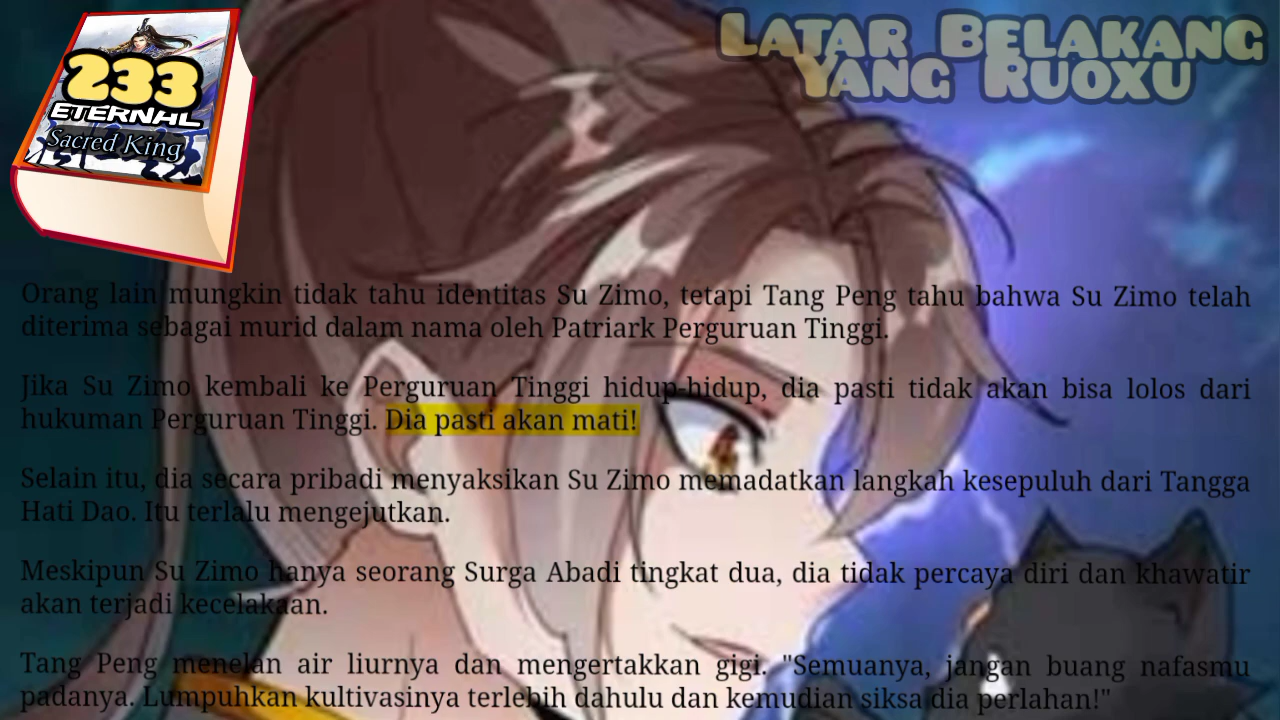 233
ETERNAL
Sacred King
LATAR BELAKANG
YANG RUOXU
Orang lain mungkin tidak tahu identitas Su Zimo, tetapi Tang Peng tahu bahwa Su Zimo telah
diterima sebagai murid dalam nama oleh Patriark Perguruan Tinggi.
Jika Su Zimo kembali ke Perguruan Tinggi hidup-hidup, dia pasti tidak akan bisa lolos dari
hukuman Perguruan Tinggi. Dia pasti akan mati!
Selain itu, dia secara pribadi menyaksikan Su Zimo memadatkan langkah kesepuluh dari Tangga
Hati Dao. Itu terlalu mengejutkan.
Meskipun Su Zimo hanya seorang Surga Abadi tingkat dua, dia tidak percaya diri dan khawatir
akan terjadi kecelakaan.
Tang Peng menelan air liurnya dan mengertakkan gigi. "Semuanya, jangan buang nafasmu
padanya. Lumpuhkan kultivasinya terlebih dahulu dan kemudian siksa dia perlahan!"